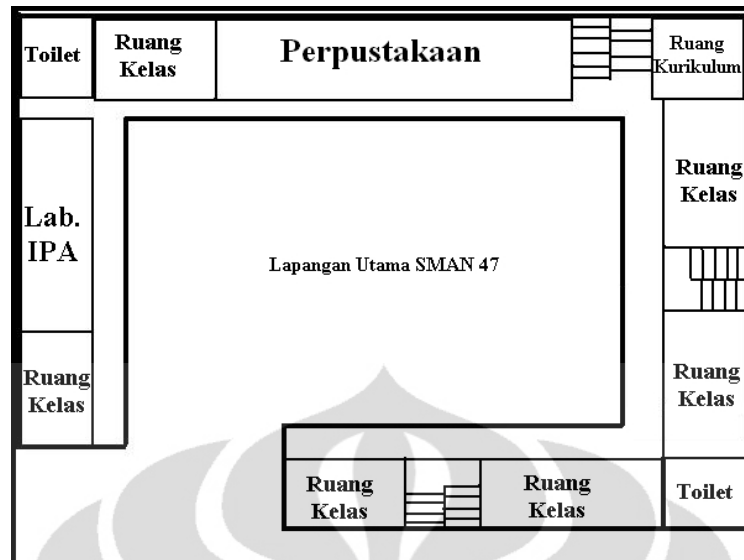 Toilet
Ruang
Kelas
Perpustakaan
Ruang
Kurikulum
Ruang
Kelas
Lab.
IPA
Lapangan Utama SMAN 47
Ruang
Kelas
Ruang
Kelas
Ruang
Kelas
Ruang
Kelas
Toilet